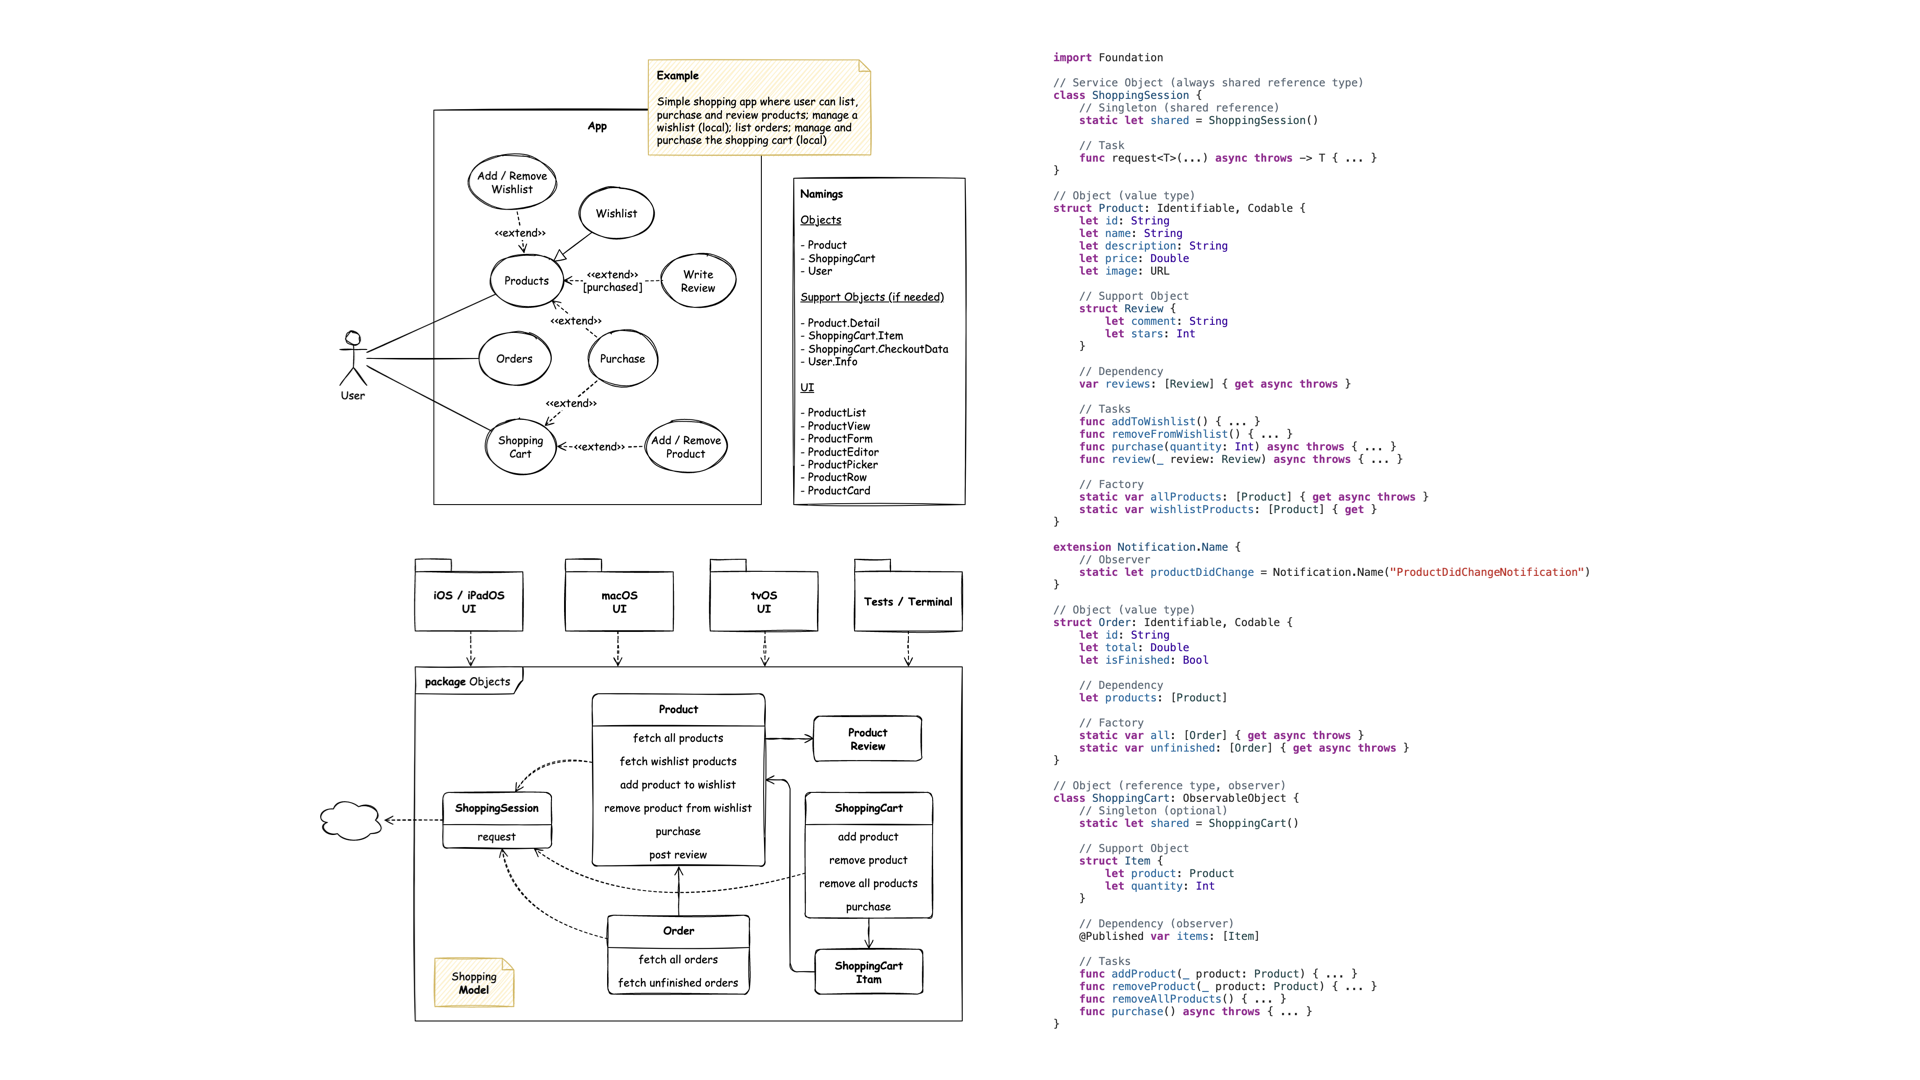 Example
Simple shopping app where user can list,
purchase and review products; manage a
wishlist (local); list orders; manage and
purchase the shopping cart (local)
App
Add / Remove
Wishlist
Wishlist
<<extend>>
Products
<<extend>>
[purchased]
Write
Review
<<extend>>
Orders
Purchase
User
<<extend>>
Shopping
Cart
<<extend>>
Add / Remove
Product
Namings
Objects
- Product
- ShoppingCart
- User
Support Objects (if needed)
- Product.Detail
- ShoppingCart.Item
- ShoppingCart.CheckoutData
- User.Info
UI
- ProductList
- ProductView
- ProductForm
- ProductEditor
- ProductPicker
- ProductRow
- ProductCard
iOS / iPadOS
UI
macOS
UI
tvOS
UI
Tests / Terminal
package Objects
Product
fetch all products
fetch wishlist products
add product to wishlist
remove product from wishlist
purchase
post review
Product
Review
ShoppingSession
request
ShoppingCart
add product
remove product
remove all products
purchase
Order
fetch all orders
fetch unfinished orders
ShoppingCart
Itam
Shopping
Model
import Foundation
// Service Object (always shared reference type)
class ShoppingSession {
// Singleton (shared reference)
static let shared = ShoppingSession()
// Task
func request<T>(...) async throws -> T { ... }
}
// Object (value type)
struct Product: Identifiable, Codable {
let id: String
let name: String
let description: String
let price: Double
let image: URL
// Support Object
struct Review {
let comment: String
let stars: Int
}
// Dependency
var reviews: [Review] { get async throws }
// Tasks
func addToWishlist() { ... }
func removeFromWishlist() { ... }
func purchase(quantity: Int) async throws { ... }
func review(_ review: Review) async throws { ... }
// Factory
static var allProducts: [Product] { get async throws }
static var wishlistProducts: [Product] { get }
}
extension Notification.Name {
// Observer
static let productDidChange = Notification.Name("ProductDidChangeNotification")
}
// Object (value type)
struct Order: Identifiable, Codable {
let id: String
let total: Double
let isFinished: Bool
// Dependency
let products: [Product]
// Factory
static var all: [Order] { get async throws }
static var unfinished: [Order] { get async throws }
}
// Object (reference type, observer)
class ShoppingCart: ObservableObject {
// Singleton (optional)
static let shared = ShoppingCart()
// Support Object
struct Item {
let product: Product
let quantity: Int
}
// Dependency (observer)
@Published var items: [Item]
// Tasks
func addProduct(_ product: Product) { ... }
func removeProduct(_ product: Product) { ... }
func removeAllProducts() { ... }
func purchase() async throws { ... }
}